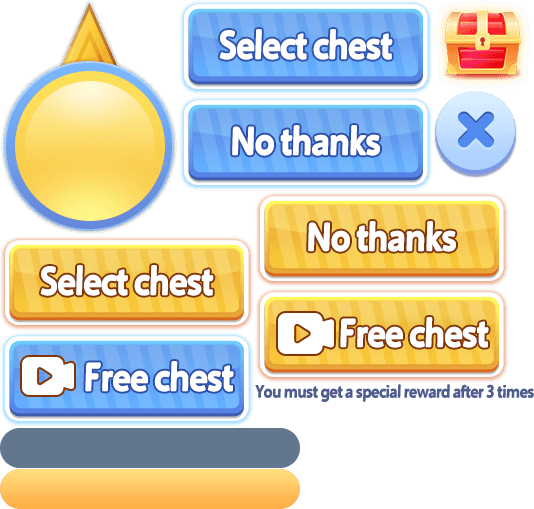 Select chest
No thanks
No thanks
Select chest
Free chest
Free chest
You must get a special reward after 3 times